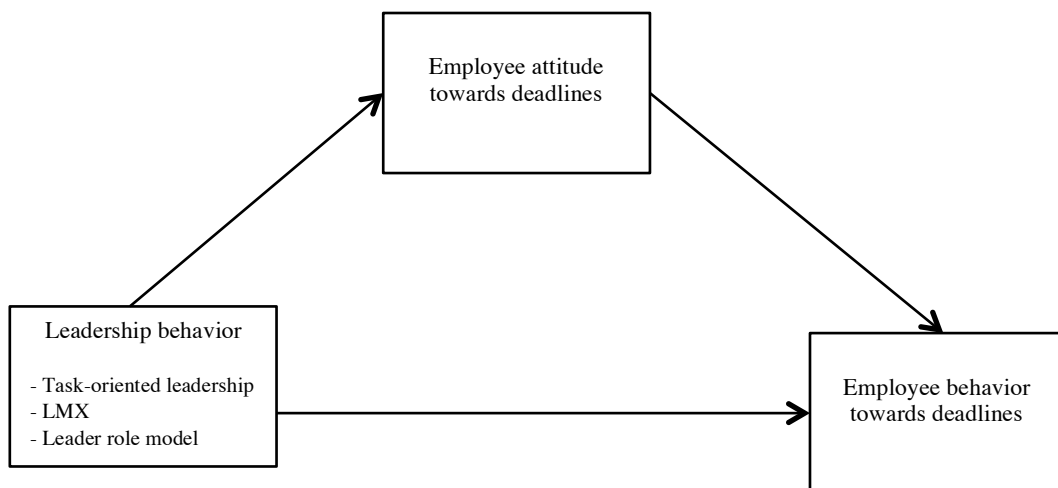 Employee attitude
towards deadlines
Leadership behavior
- Task-oriented leadership
- LMX
- Leader role model
Employee behavior
towards deadlines